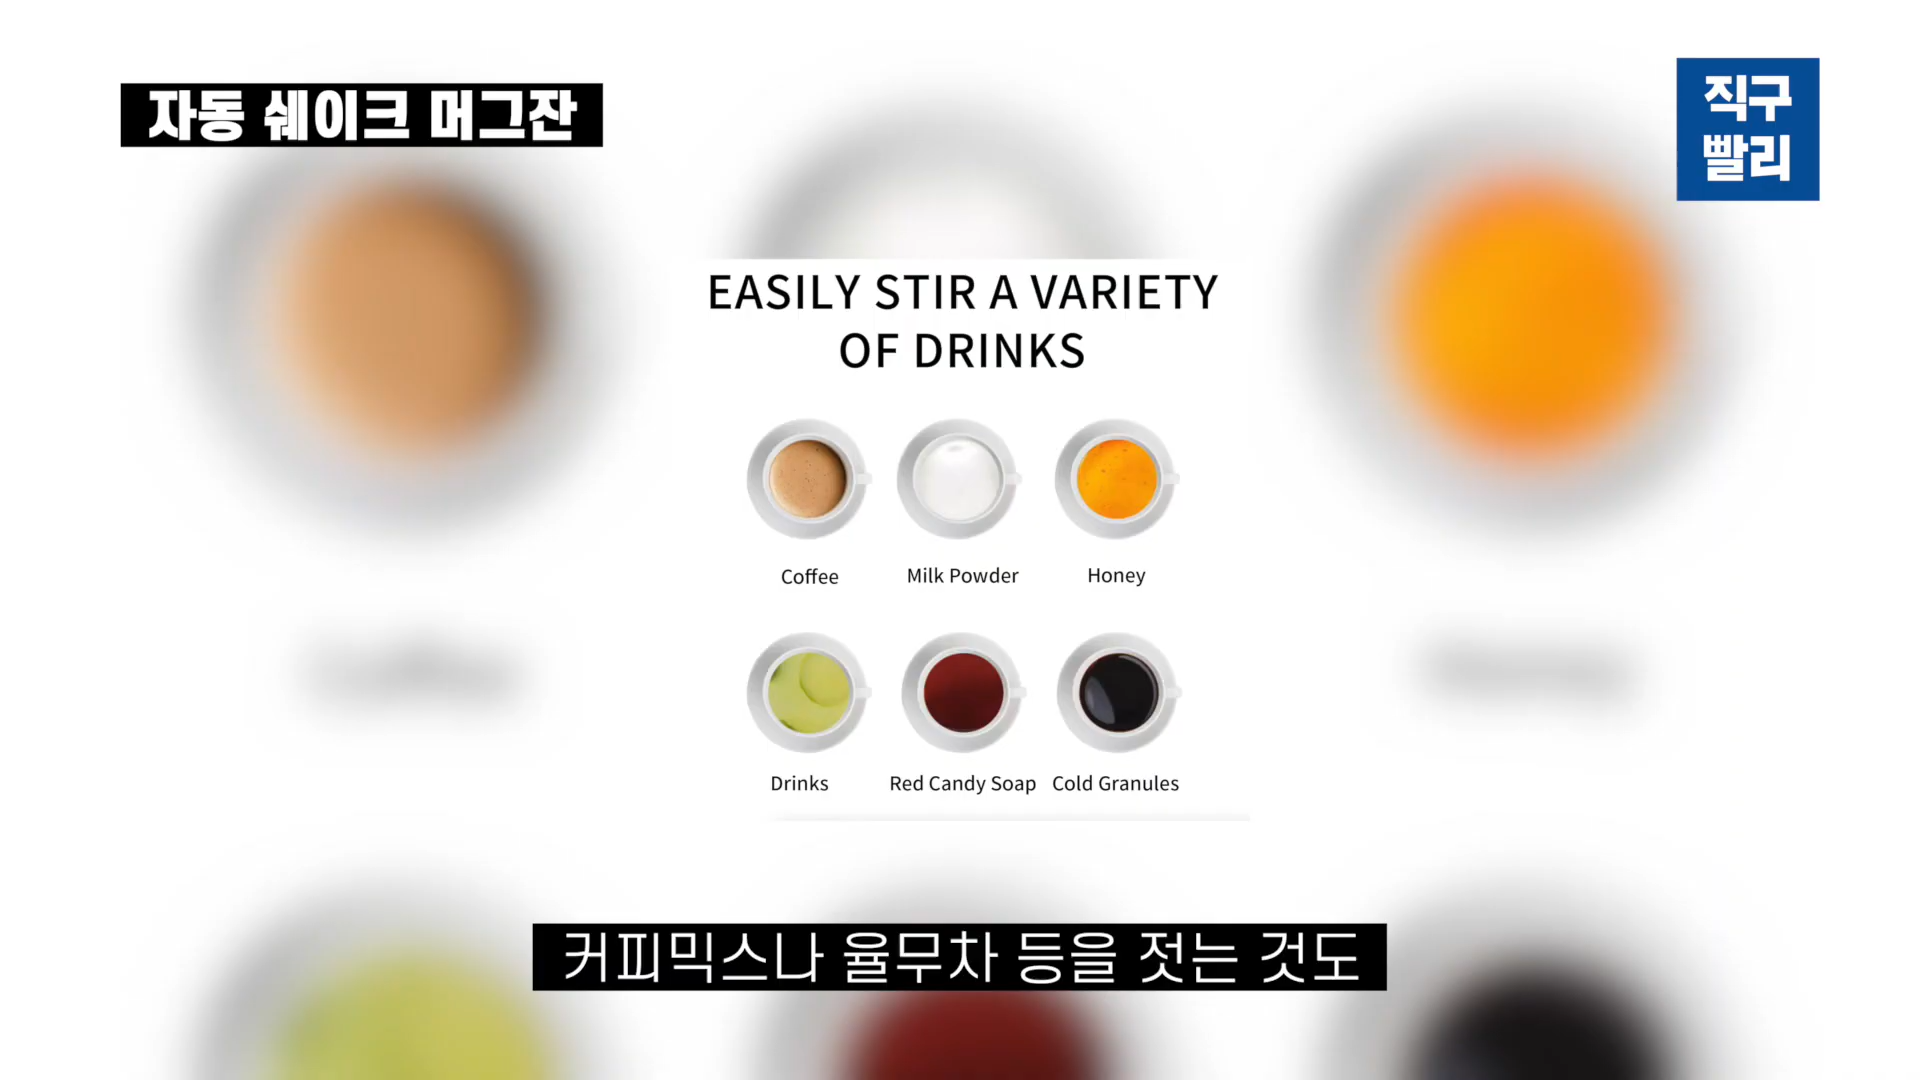 자동 쉐이크 머그잔
직구
빨리
EASILY STIR A VARIETY
OF DRINKS
Coffee
Milk Powder
Honey
Drinks
Red Candy Soap
Cold Granules
커피믹스나 율무차 등을 젓는 것도